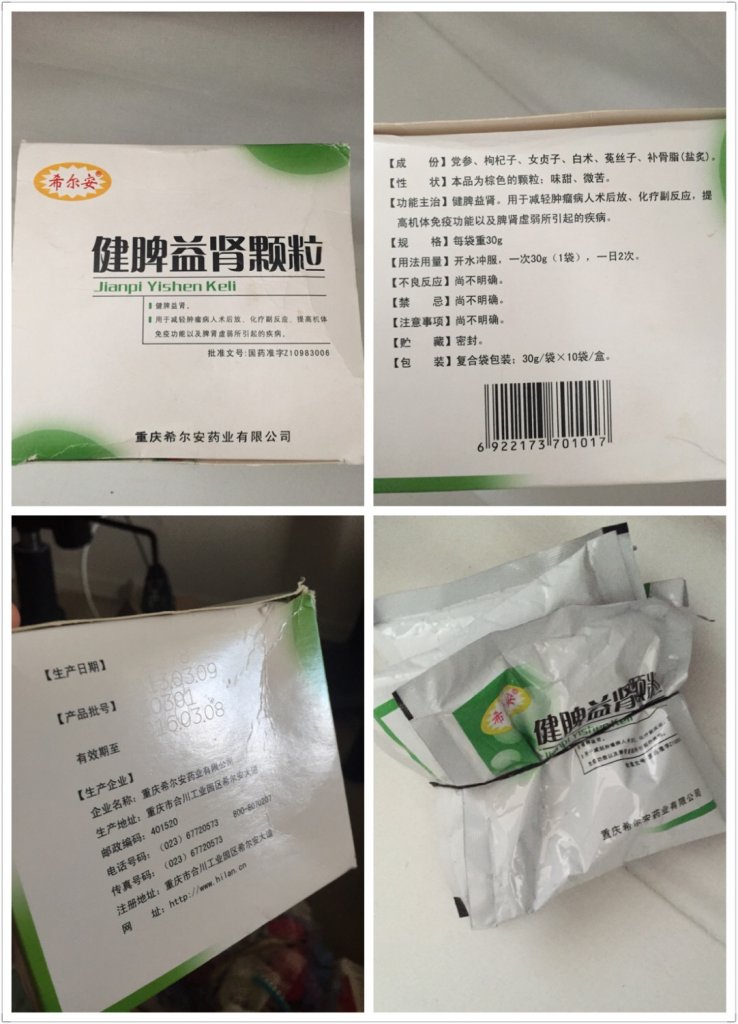 希尔安
健脾益肾颗粒
Jianpi Yishen Keli
健脾益肾。
用于减轻肿瘤病人术后放、化疗副反应，提高机体
免疫功能以及脾肾虚弱所引起的疾病。
批准文号:国药准字Z10983006
重庆希尔安药业有限公司
【成 份】党参、枸杞子、女贞子、白术、菟丝子、补骨脂(盐炙)。
【性 状】本品为棕色的颗粒；味甜、微苦。
【功能主治】健脾益肾。用于减轻肿瘤病人术后放、化疗副反应，提
高机体免疫功能以及脾肾虚弱所引起的疾病。
【规 格】每袋重30g
【用法用量】开水冲服，一次30g（1袋），一日2次。
【不良反应】尚不明确。
【禁 忌】尚不明确。
【注意事项】尚不明确。
【贮 藏】密封。
【包 装】复合袋包装；30g/袋×10袋/盒。
6 922173 701017
【生产日期】
13.03.09
【产品批号】
0391
16.03.08
有效期至
【生产企业】
企业名称：重庆希尔安药业有限公司
生产地址：重庆市合川工业园区希尔安大道
邮政编码：401520
电话号码：（023）67720573 800-8070207
传真号码：（023）67720573
注册地址：重庆市合川工业园区希尔安大道
网 址：http://www.hilan.cn
希尔安
健脾益肾颗粒
Jianpi Yishen Keli
重庆希尔安药业有限公司